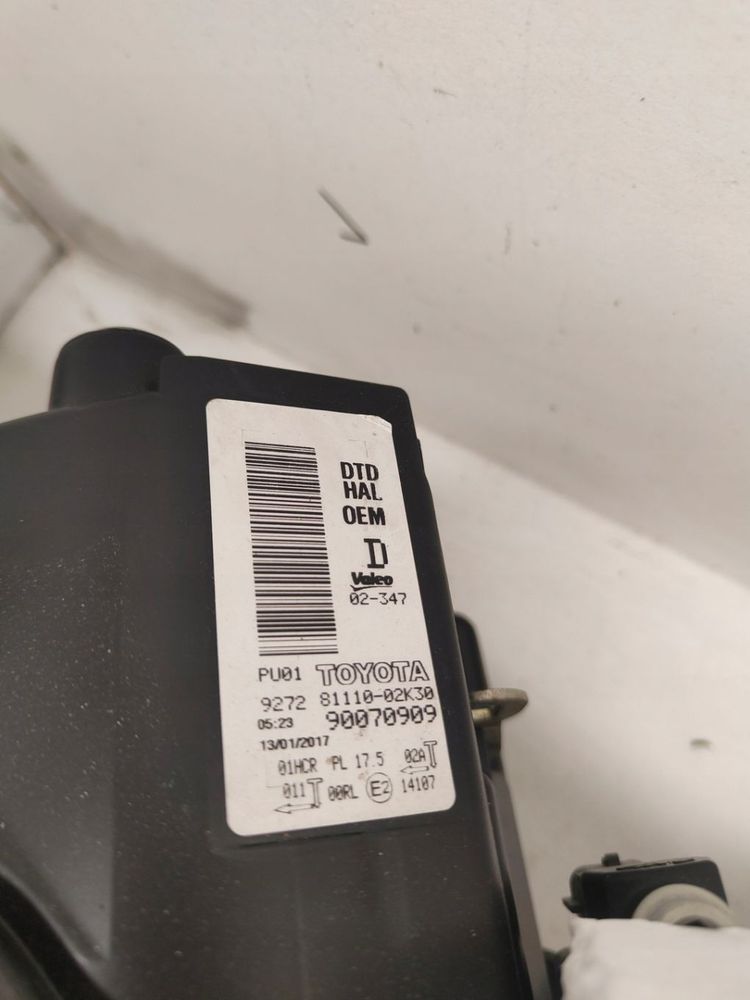 DTD
HAL
OEM
D
Valeo
02-347
PU01 TOYOTA
9272 81110-02K30
05:23 90070909
13/01/2017
01HCR PL 17.5 02A
011 00RL E2 14107